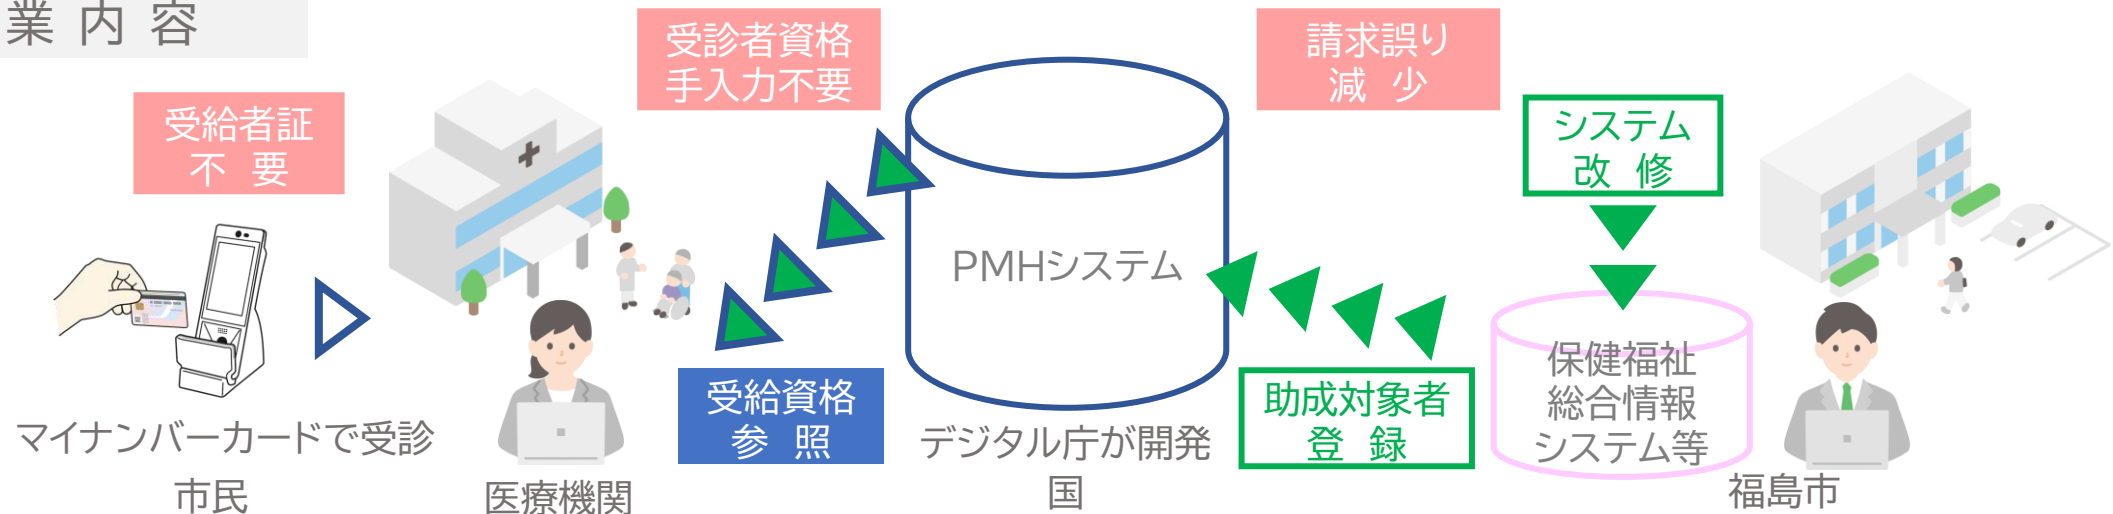 業 内 容
受給者証
不 要
受診者資格
手入力不要
請求誤り
減 少
システム
改 修
PMHシステム
受給資格
参 照
助成対象者
登 録
保健福祉
総合情報
システム等
マイナンバーカードで受診
市民
医療機関
デジタル庁が開発
国
福島市